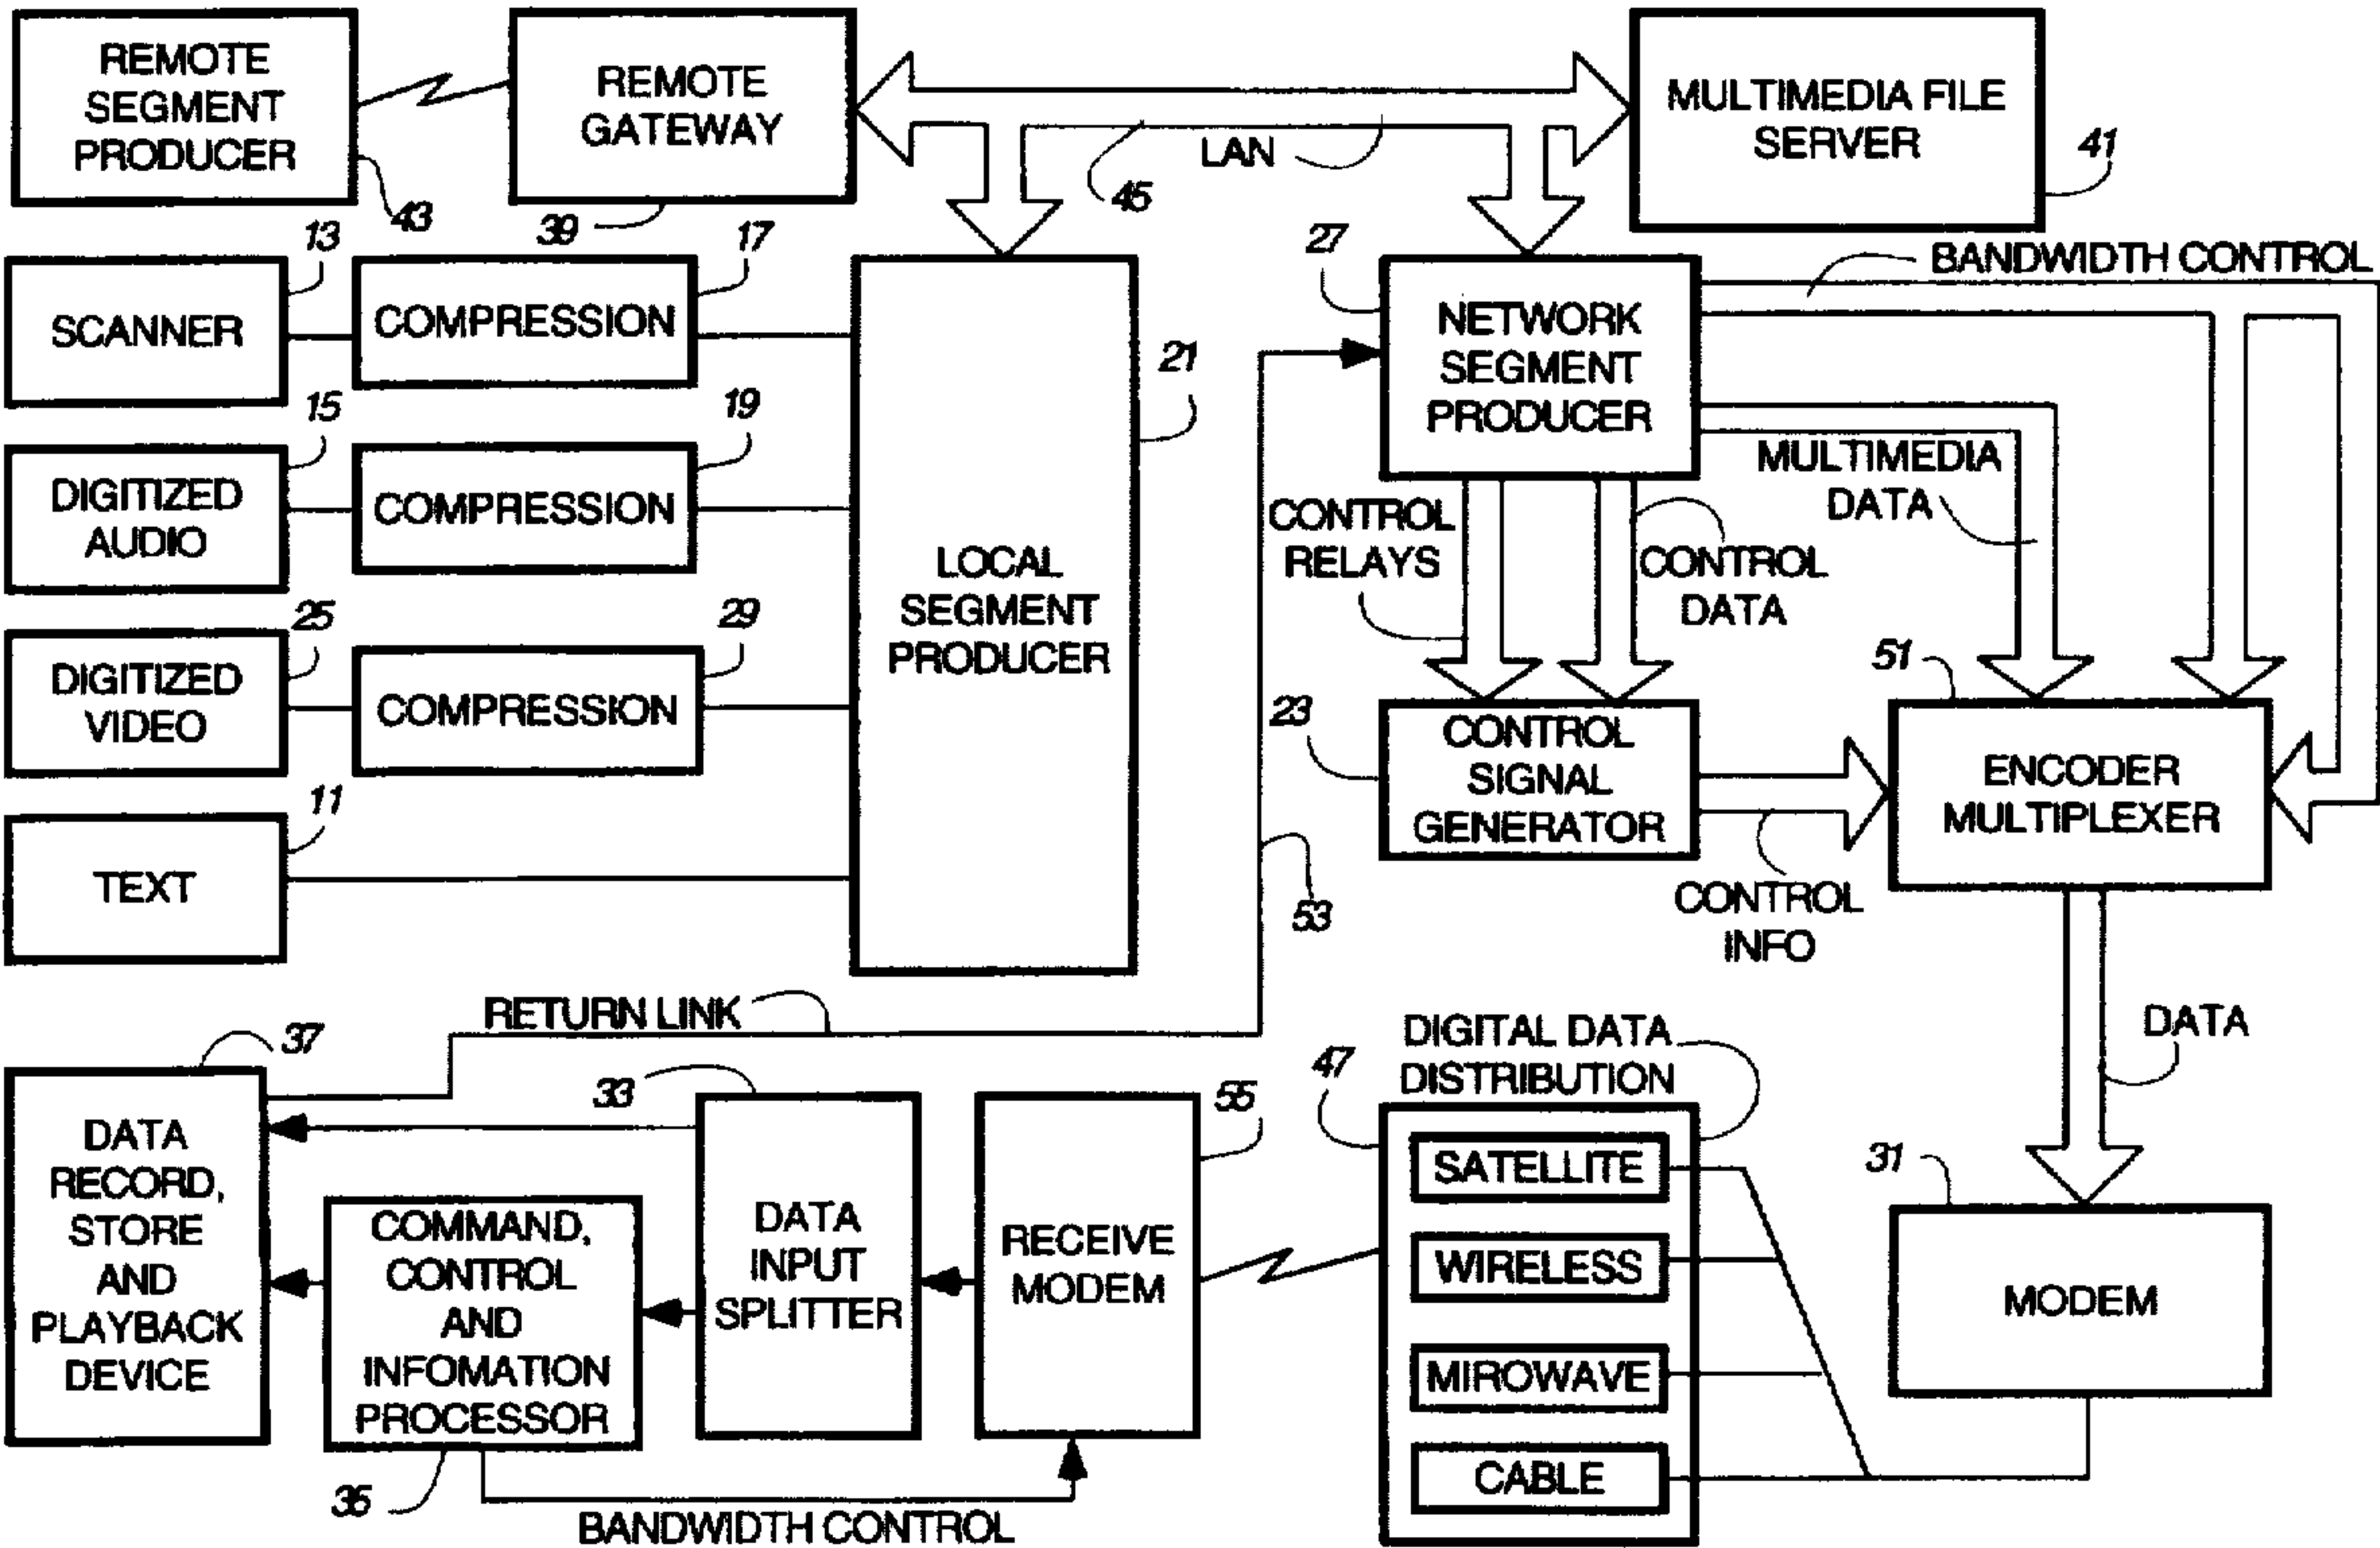 REMOTE
SEGMENT
PRODUCER
43
REMOTE
GATEWAY
39
LAN
45
MULTIMEDIA FILE
SERVER
41
SCANNER
13
COMPRESSION
17
DIGITIZED
AUDIO
15
COMPRESSION
19
DIGITIZED
VIDEO
25
COMPRESSION
29
TEXT
11
LOCAL
SEGMENT
PRODUCER
21
27
NETWORK
SEGMENT
PRODUCER
BANDWIDTH CONTROL
MULTIMEDIA
DATA
CONTROL
RELAYS
CONTROL
DATA
23
CONTROL
SIGNAL
GENERATOR
51
ENCODER
MULTIPLEXER
CONTROL
INFO
53
RETURN LINK
DATA
37
DATA
RECORD,
STORE
AND
PLAYBACK
DEVICE
COMMAND,
CONTROL
AND
INFOMATION
PROCESSOR
35
33
DATA
INPUT
SPLITTER
55
RECEIVE
MODEM
BANDWIDTH CONTROL
47
DIGITAL DATA
DISTRIBUTION
SATELLITE
WIRELESS
MIROWAVE
CABLE
31
MODEM